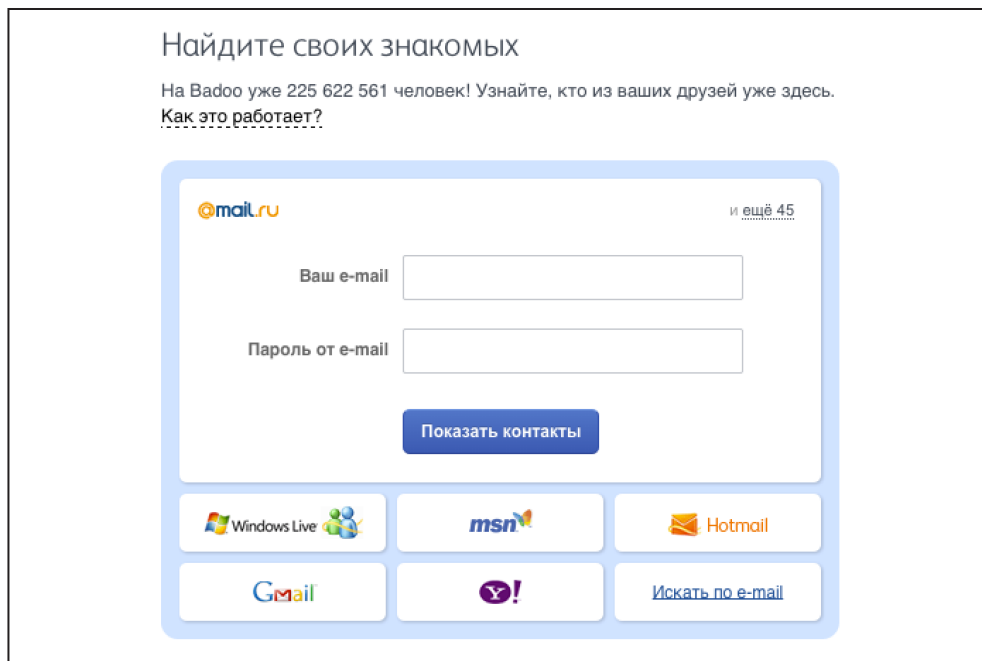 Найдите своих знакомых
На Badoo уже 225 622 561 человек! Узнайте, кто из ваших друзей уже здесь.
Как это работает?
@mail.ru
и ещё 45
Ваш e-mail
Пароль от e-mail
Показать контакты
Windows Live
msn
Hotmail
Gmail
Y!
Искать по e-mail